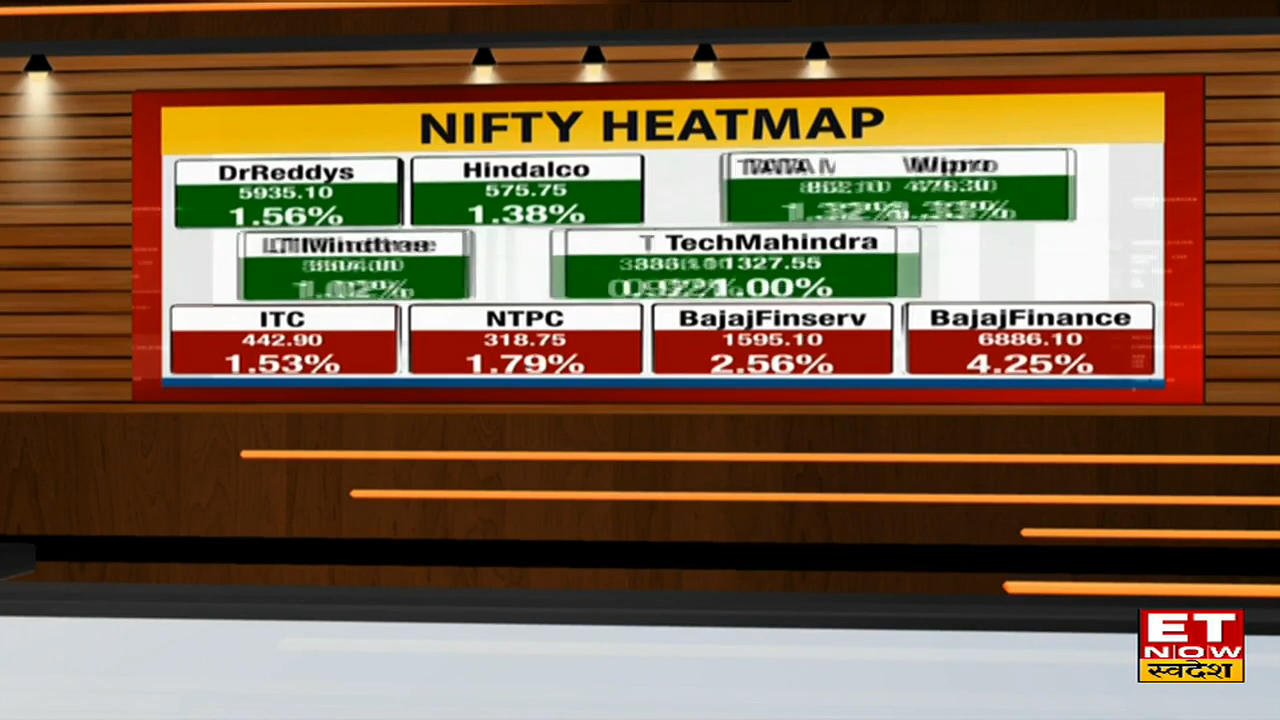 NIFTY HEATMAP
DrReddys Hindalco Wipro
5935.10 575.75
1.56% 1.38%
TechMahindra
1327.55
1.00%
ITC NTPC BajajFinserv BajajFinance
442.90 318.75 1595.10 6886.10
1.53% 1.79% 2.56% 4.25%
ET
NOW
स्वदेश